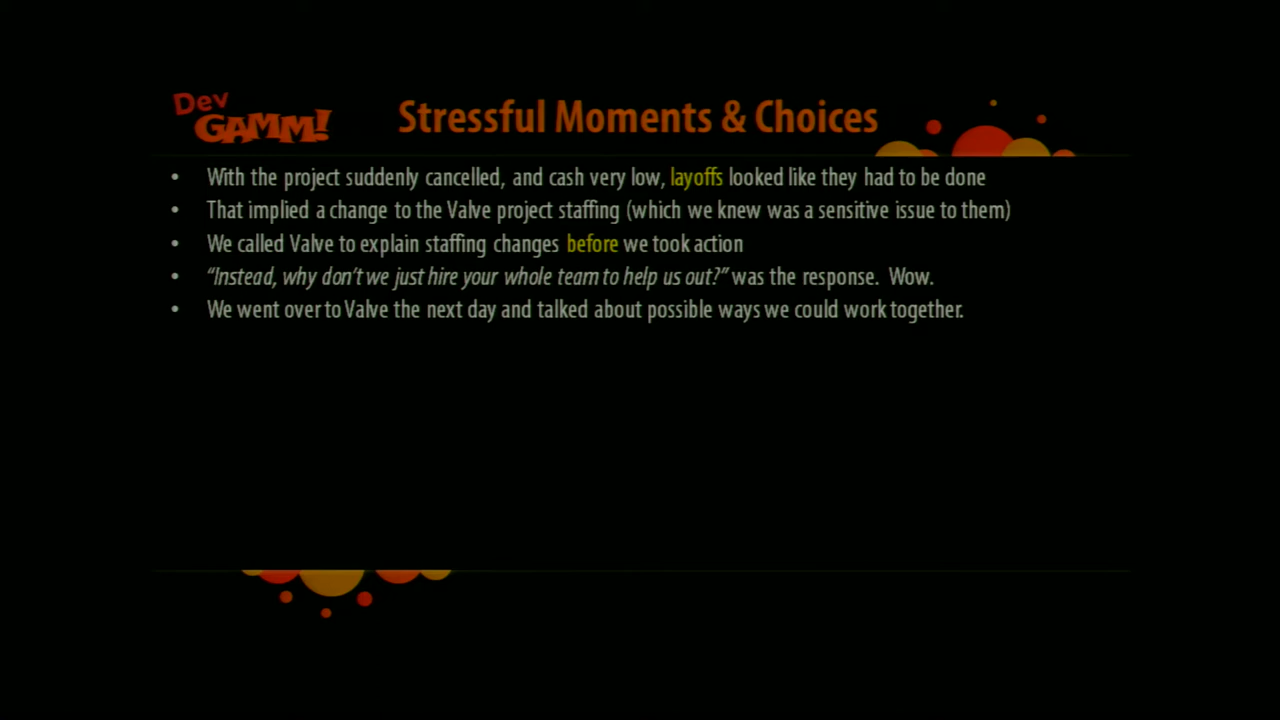 Dev
GAMM!
Stressful Moments & Choices
• With the project suddenly cancelled, and cash very low, layoffs looked like they had to be done
• That implied a change to the Valve project staffing (which we knew was a sensitive issue to them)
• We called Valve to explain staffing changes before we took action
• “Instead, why don’t we just hire your whole team to help us out?” was the response.  Wow.
• We went over to Valve the next day and talked about possible ways we could work together.